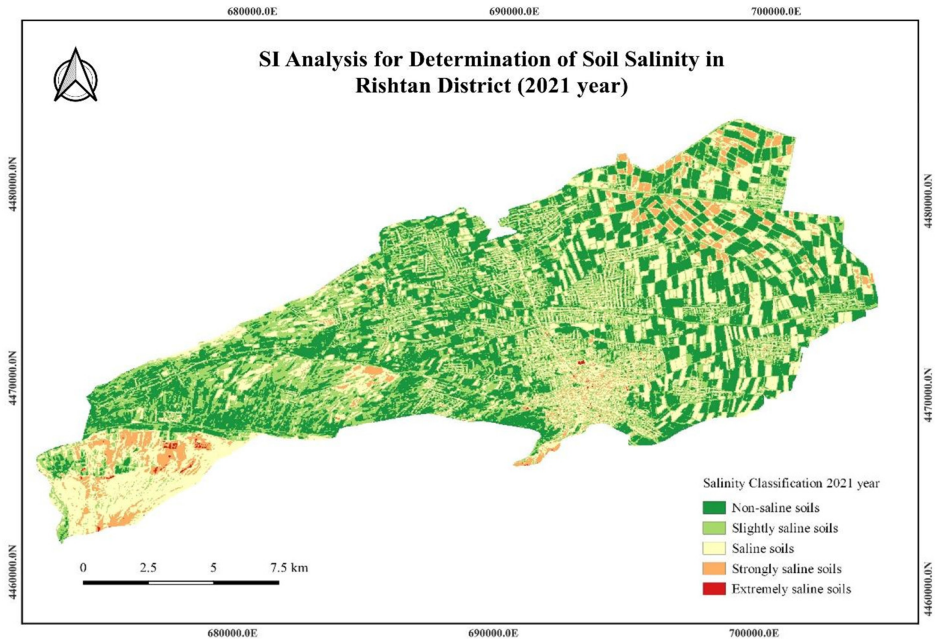 680000.0E 690000.0E 700000.0E
SI Analysis for Determination of Soil Salinity in
Rishtan District (2021 year)
4480000.0N 4480000.0N
4470000.0N 4470000.0N
4460000.0N 4460000.0N
Salinity Classification 2021 year
Non-saline soils
Slightly saline soils
Saline soils
Strongly saline soils
Extremely saline soils
0 2.5 5 7.5 km
680000.0E 690000.0E 700000.0E